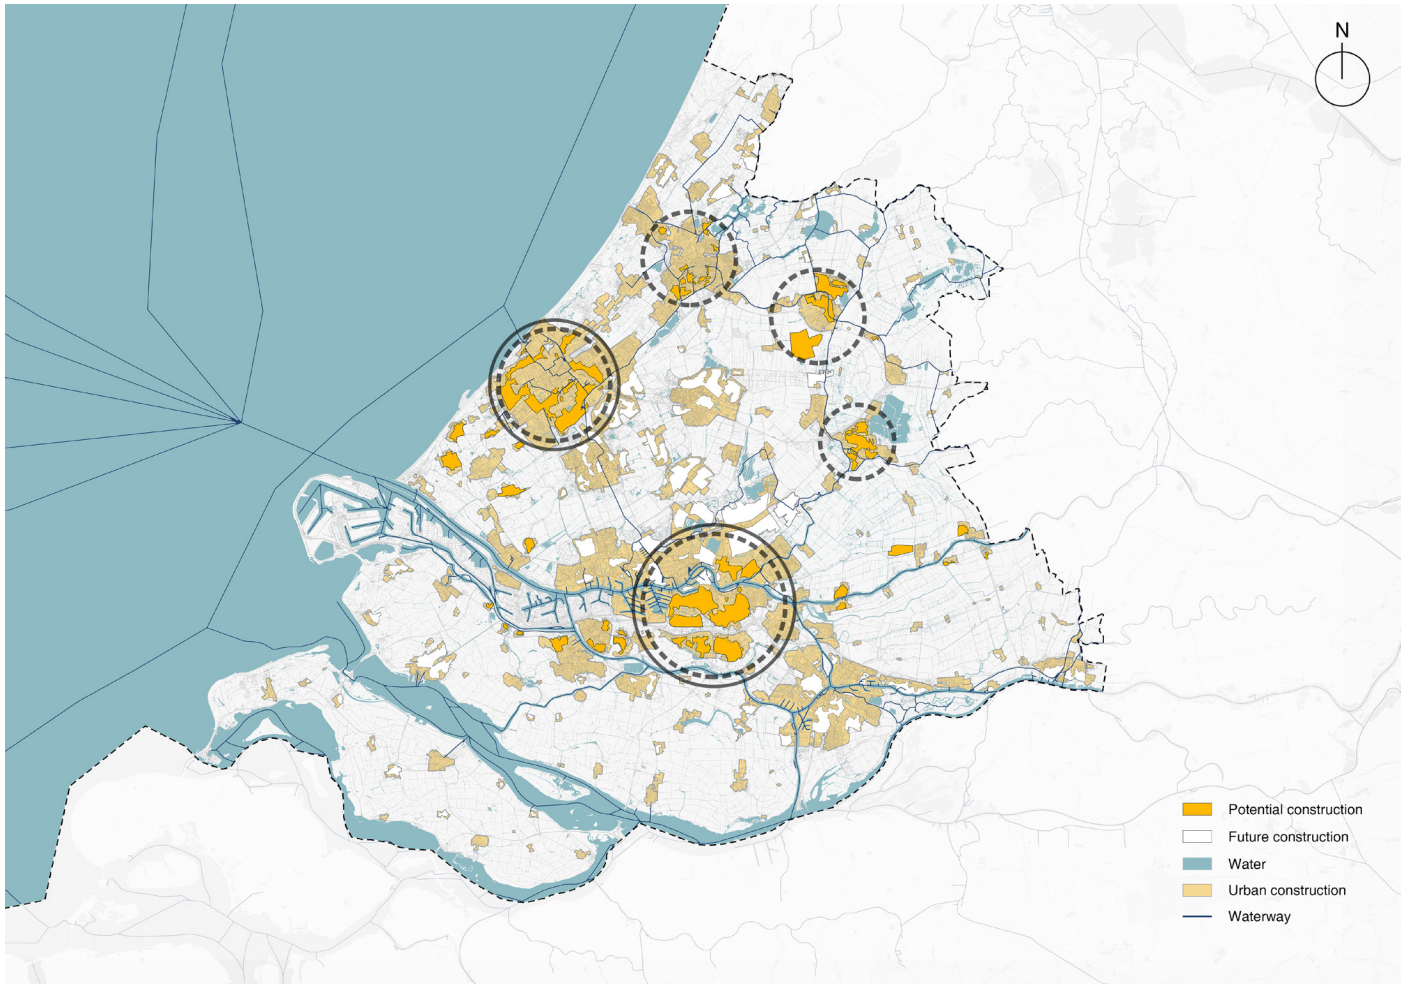 N
Potential construction
Future construction
Water
Urban construction
Waterway